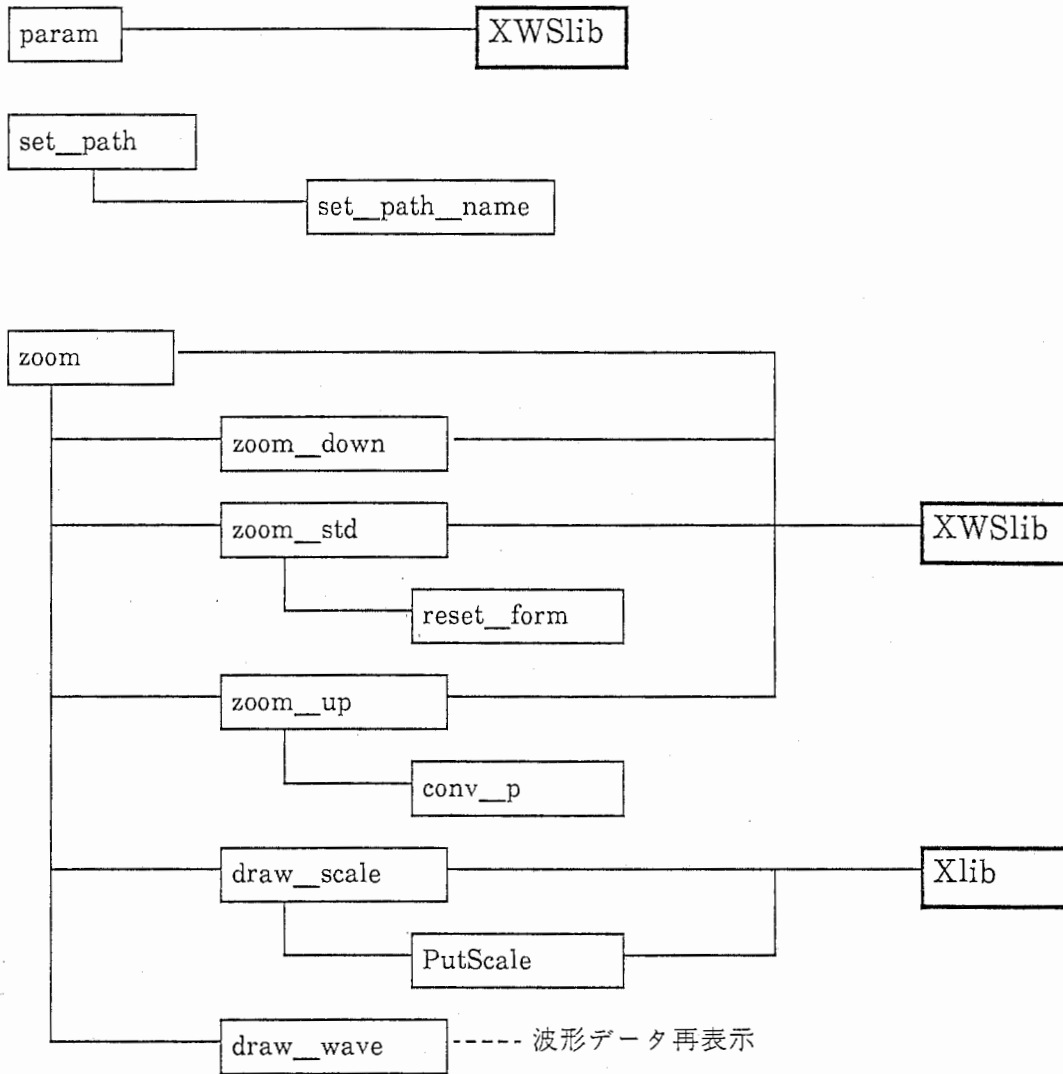 param XWSlib
set__path
set__path__name
zoom
zoom__down
zoom__std XWSlib
reset__form
zoom__up
conv__p
draw__scale Xlib
PutScale
draw__wave ----- 波形データ再表示